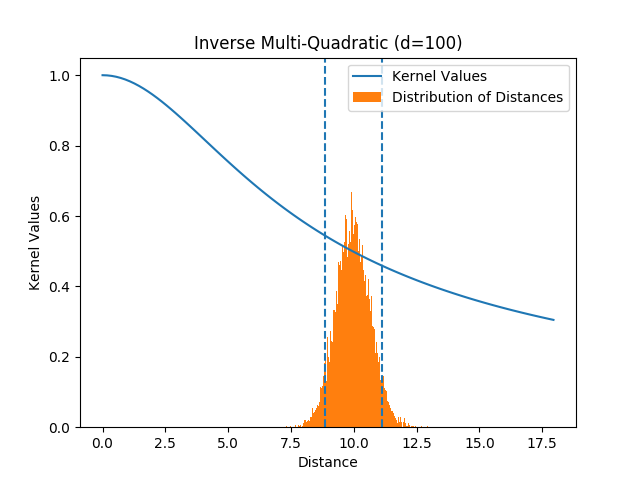 Inverse Multi-Quadratic (d=100)
Kernel Values
Distribution of Distances
Kernel Values
1.0
0.8
0.6
0.4
0.2
0.0
0.0 2.5 5.0 7.5 10.0 12.5 15.0 17.5
Distance